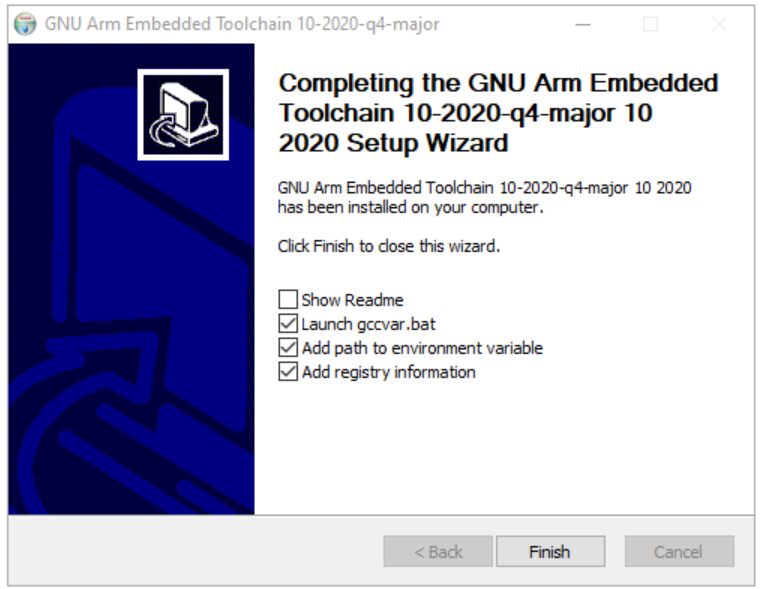 GNU Arm Embedded Toolchain 10-2020-q4-major
Completing the GNU Arm Embedded
Toolchain 10-2020-q4-major 10
2020 Setup Wizard
GNU Arm Embedded Toolchain 10-2020-q4-major 10 2020
has been installed on your computer.
Click Finish to close this wizard.
Show Readme
Launch gccvar.bat
Add path to environment variable
Add registry information
< Back
Finish
Cancel